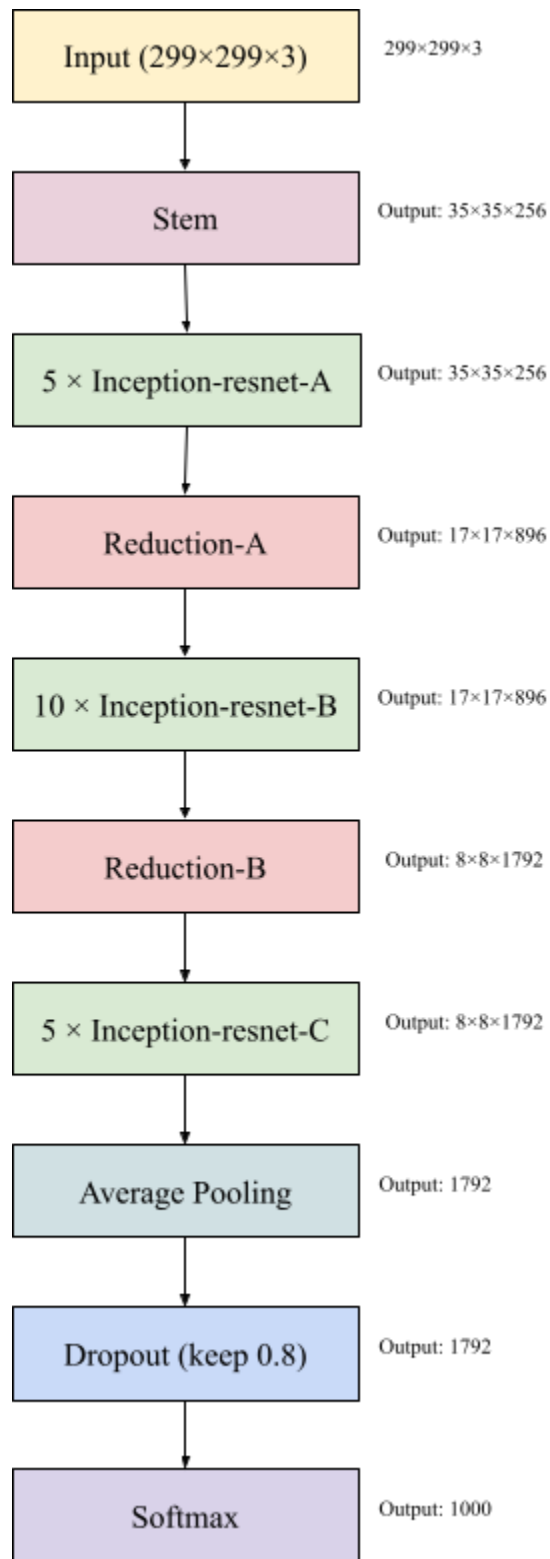 Input (299×299×3)
299×299×3
Stem
Output: 35×35×256
5 × Inception-resnet-A
Output: 35×35×256
Reduction-A
Output: 17×17×896
10 × Inception-resnet-B
Output: 17×17×896
Reduction-B
Output: 8×8×1792
5 × Inception-resnet-C
Output: 8×8×1792
Average Pooling
Output: 1792
Dropout (keep 0.8)
Output: 1792
Softmax
Output: 1000